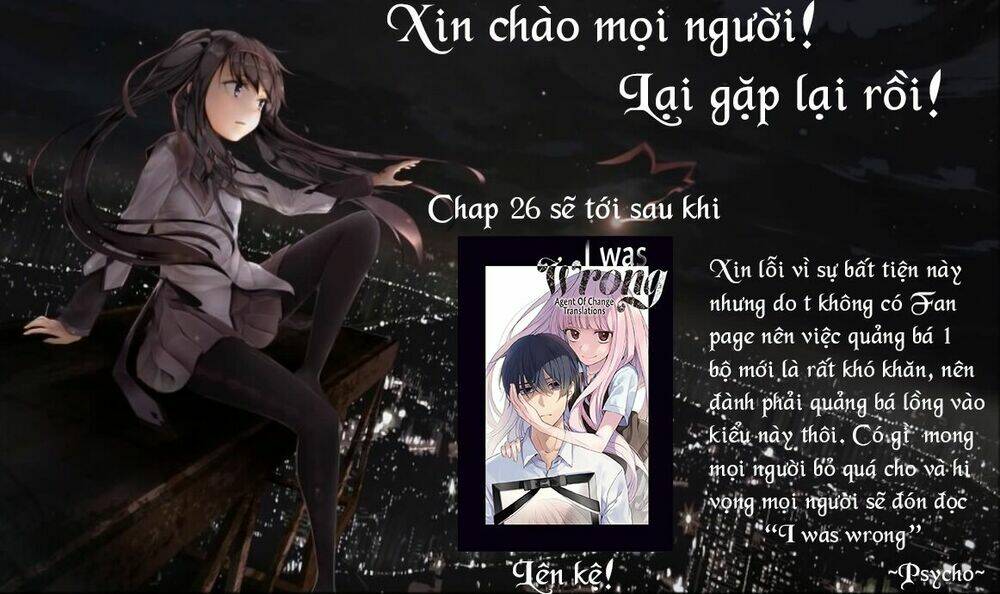 Xin chào mọi người!
Lại gặp lại rồi!
Chap 26 sẽ tới sau khi
I was
Wrong
Agent Of Change
Translations
Lên kệ!
Xin lỗi vì sự bất tiện này
nhưng do t không có Fan
page nên việc quảng bá 1
bộ mới là rất khó khăn, nên
đành phải quảng bá lồng vào
kiểu này thôi. Có gì mong
mọi người bỏ quá cho và hi
vọng mọi người sẽ đón đọc
“I was wrong”
~Psycho~